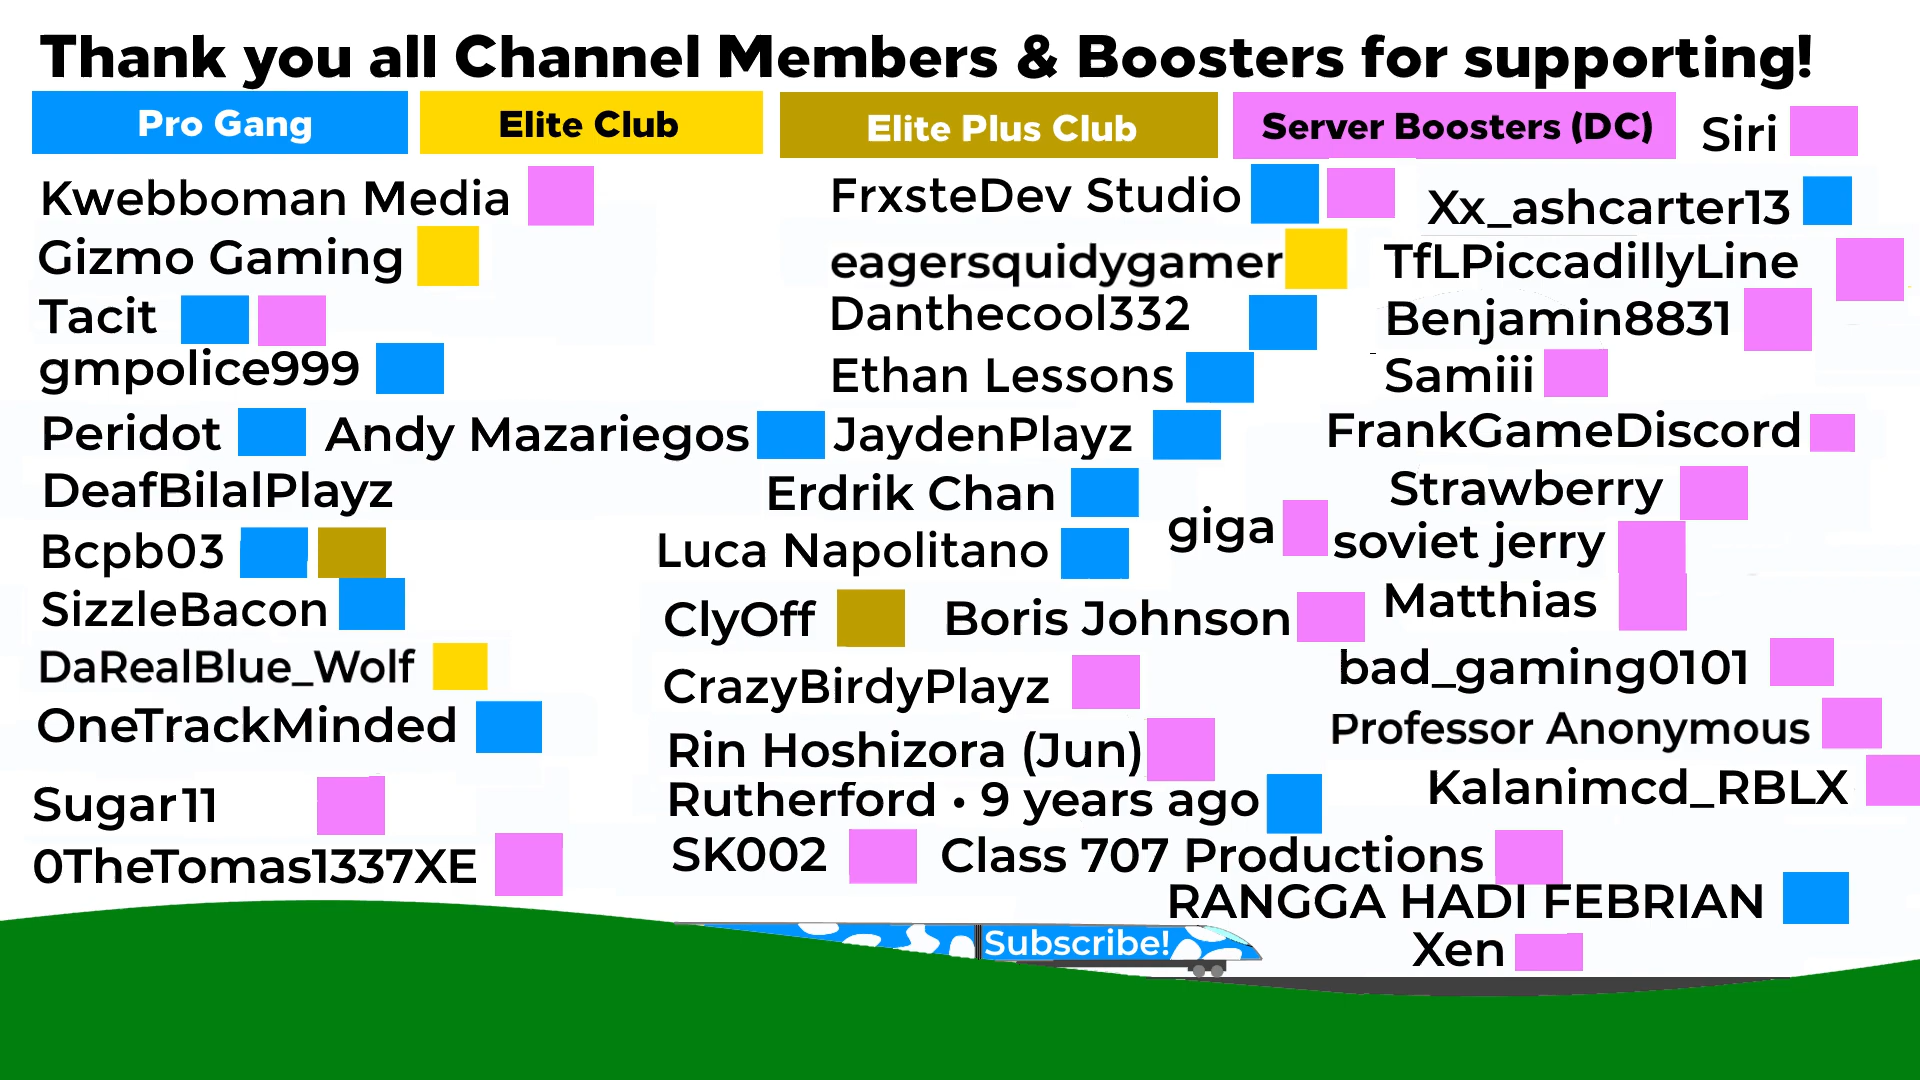 Thank you all Channel Members & Boosters for supporting!
Pro Gang
Elite Club
Elite Plus Club
Server Boosters (DC)
Siri
Kwebboman Media
Gizmo Gaming
Tacit
gmpolice999
Peridot
Andy Mazariegos
DeafBilalPlayz
Bcpb03
SizzleBacon
DaRealBlue_Wolf
OneTrackMinded
Sugar11
0TheTomas1337XE
FrxsteDev Studio
eagersquidygamer
Danthecool332
Ethan Lessons
JaydenPlayz
Erdrik Chan
Luca Napolitano
ClyOff
Boris Johnson
CrazyBirdyPlayz
Rin Hoshizora (Jun)
Rutherford • 9 years ago
SK002
Class 707 Productions
Xx_ashcarter13
TfLPiccadillyLine
Benjamin8831
Samiii
FrankGameDiscord
Strawberry
giga
soviet jerry
Matthias
bad_gaming0101
Professor Anonymous
Kalanimcd_RBLX
RANGGA HADI FEBRIAN
Xen
Subscribe!